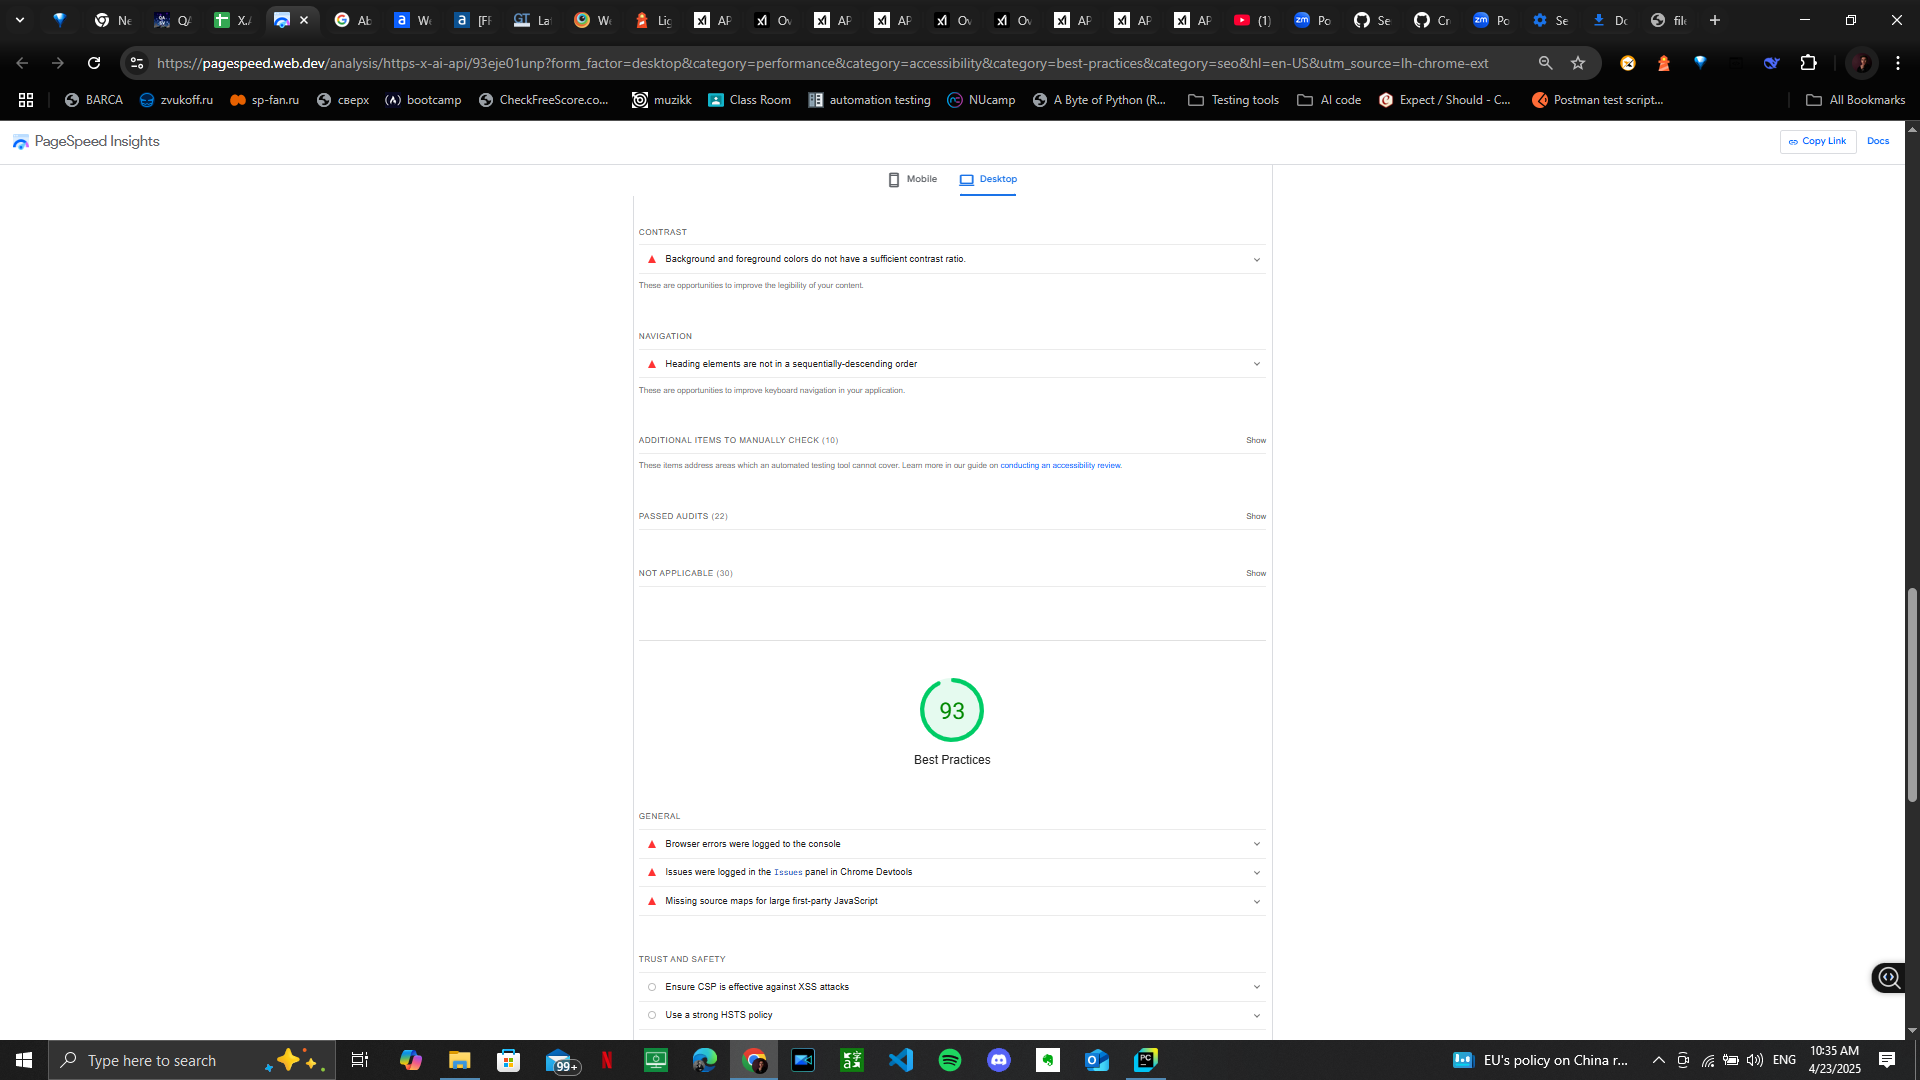 Ne
QA
X.A
Ab
We
[FR
Lat
We
Lig
AP
Ov
AP
AP
Ov
Ov
AP
AP
AP
(1)
Po
Se
Cr
Po
Se
Do
file
https://pagespeed.web.dev/analysis/https-x-ai-api/93eje01unp?form_factor=desktop&category=performance&category=accessibility&category=best-practices&category=seo&hl=en-US&utm_source=lh-chrome-ext
BARCA
zvukoff.ru
sp-fan.ru
сверх
bootcamp
CheckFreeScore.co...
muzikk
Class Room
automation testing
NUcamp
A Byte of Python (R...
Testing tools
AI code
Expect / Should - C...
Postman test script...
All Bookmarks
PageSpeed Insights
Copy Link
Docs
Mobile
Desktop
CONTRAST
Background and foreground colors do not have a sufficient contrast ratio.
These are opportunities to improve the legibility of your content.
NAVIGATION
Heading elements are not in a sequentially-descending order
These are opportunities to improve keyboard navigation in your application.
ADDITIONAL ITEMS TO MANUALLY CHECK (10)
Show
These items address areas which an automated testing tool cannot cover. Learn more in our guide on conducting an accessibility review.
PASSED AUDITS (22)
Show
NOT APPLICABLE (30)
Show
93
Best Practices
GENERAL
Browser errors were logged to the console
Issues were logged in the Issues panel in Chrome Devtools
Missing source maps for large first-party JavaScript
TRUST AND SAFETY
Ensure CSP is effective against XSS attacks
Use a strong HSTS policy
Type here to search
99+
EU's policy on China r...
ENG
10:35 AM
4/23/2025